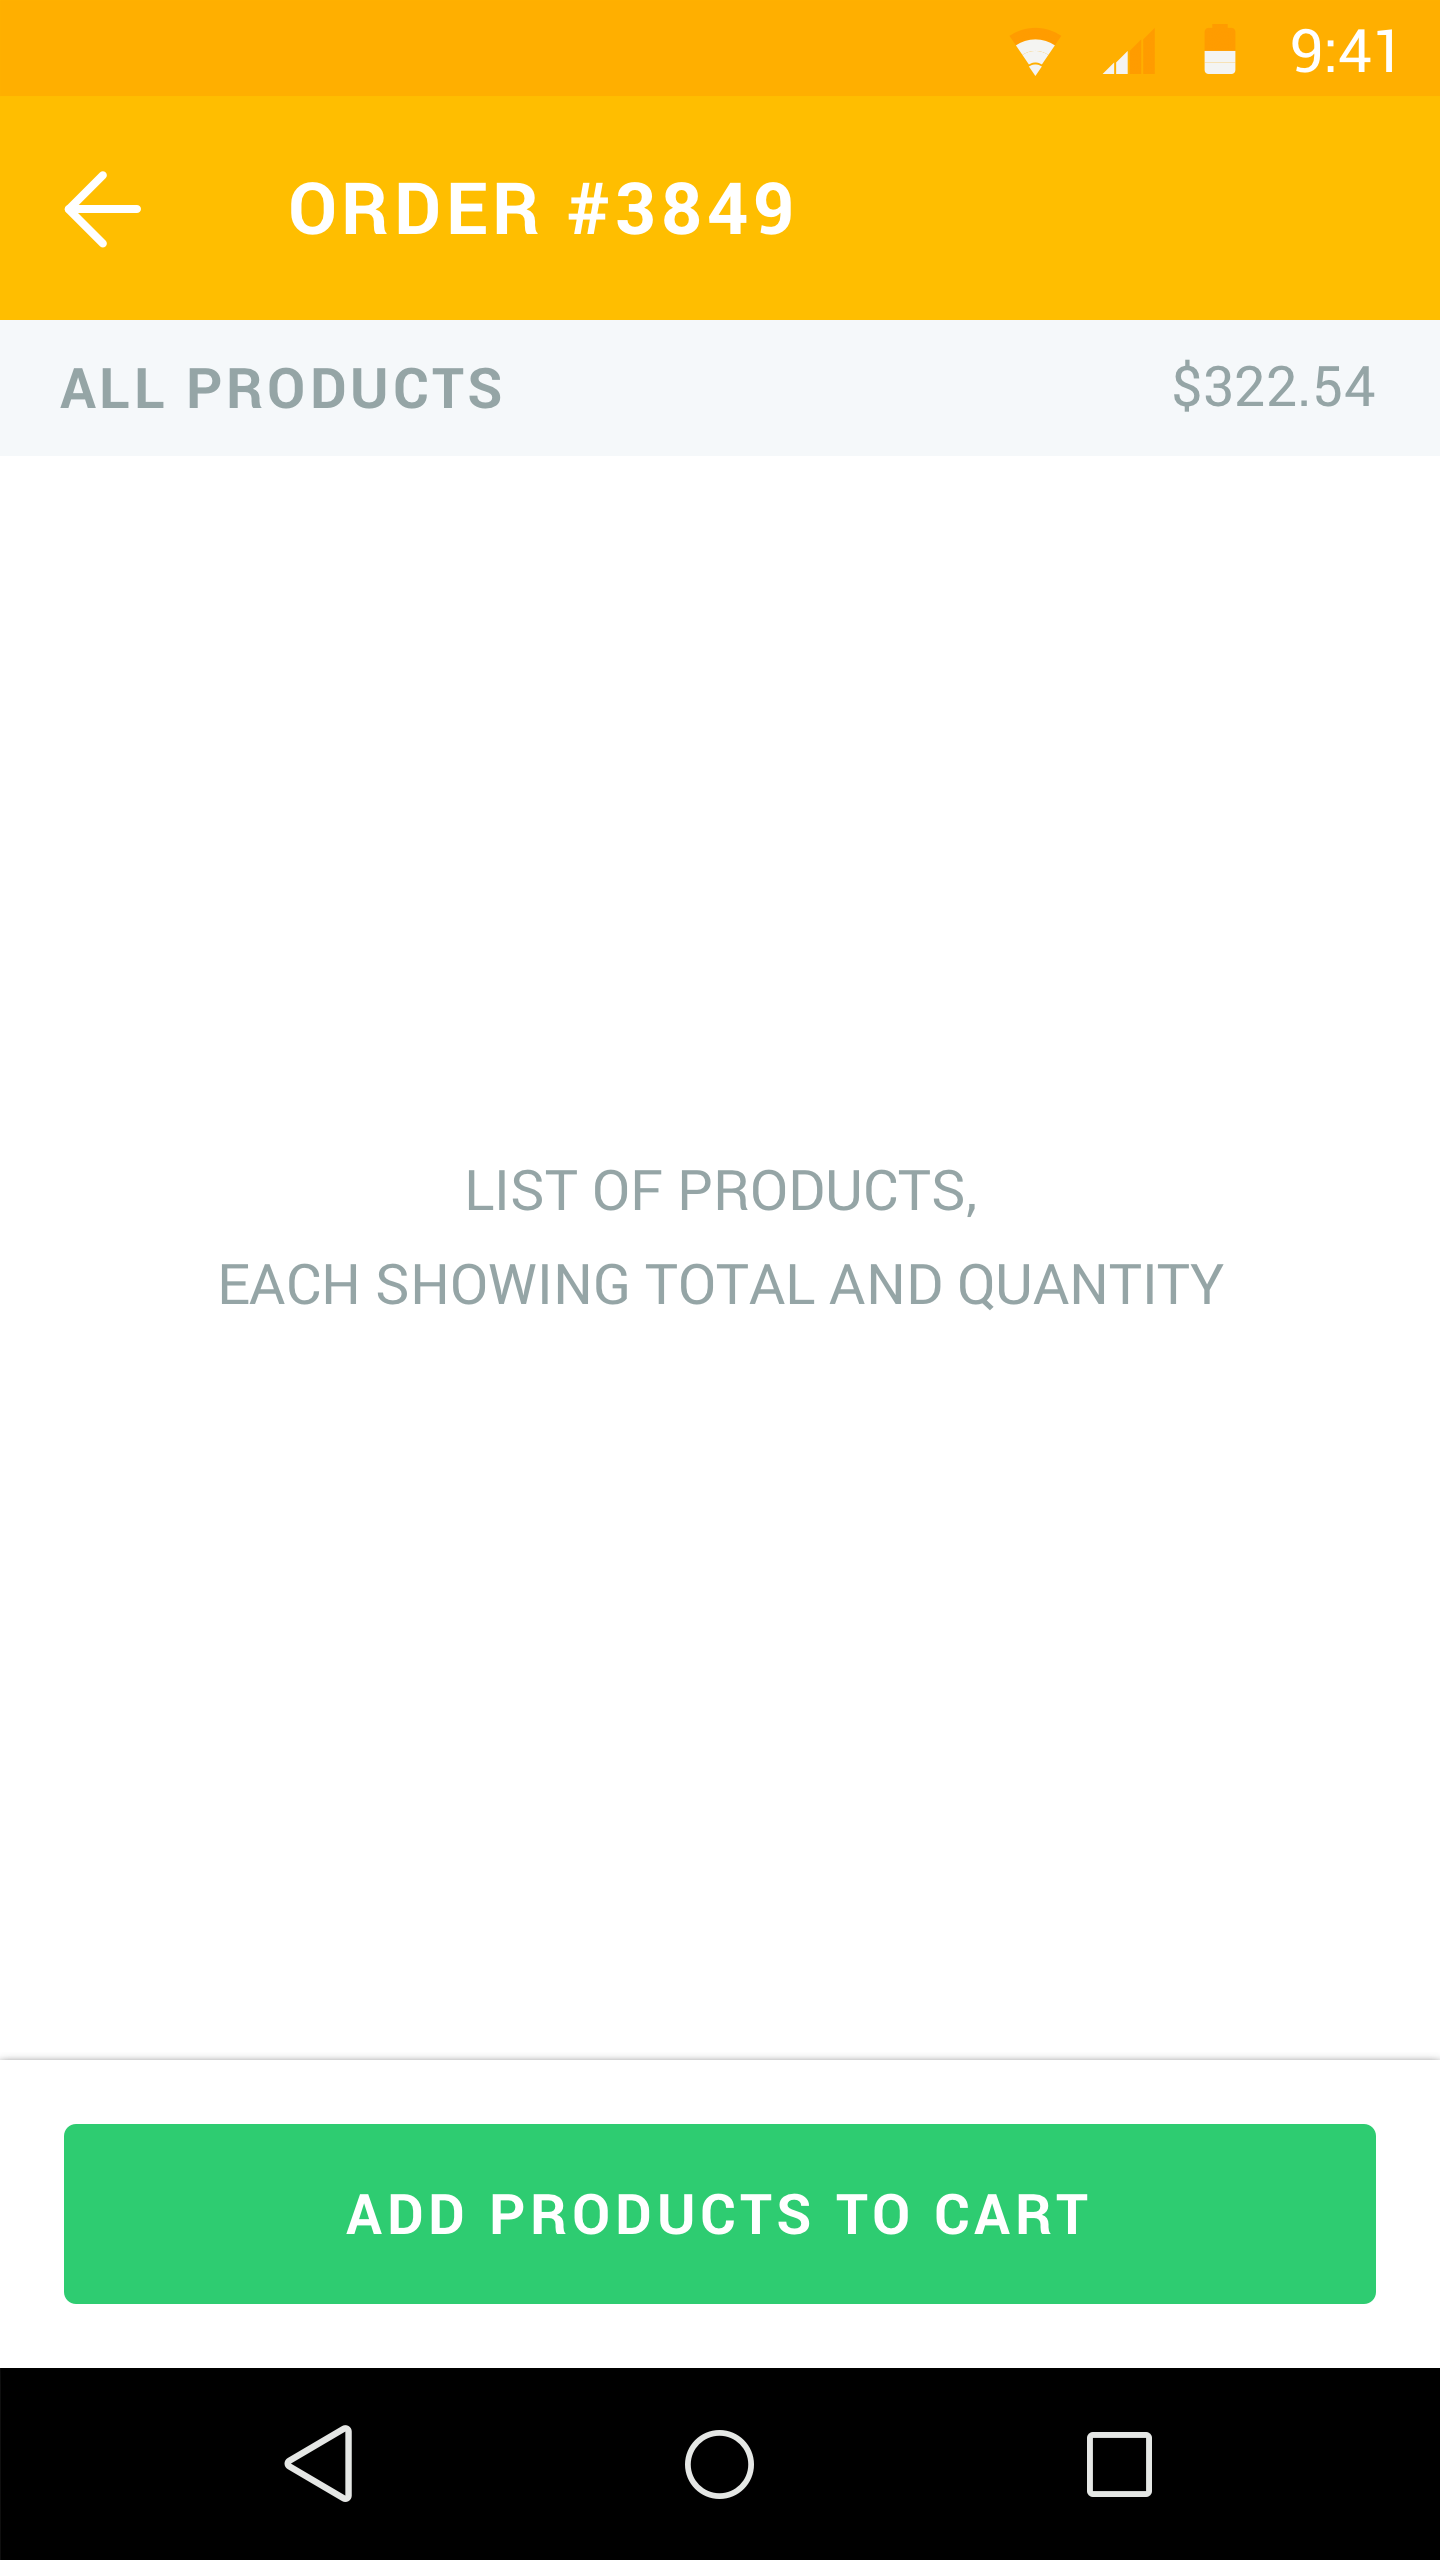 9:41
ORDER #3849
ALL PRODUCTS $322.54
LIST OF PRODUCTS,
EACH SHOWING TOTAL AND QUANTITY
ADD PRODUCTS TO CART